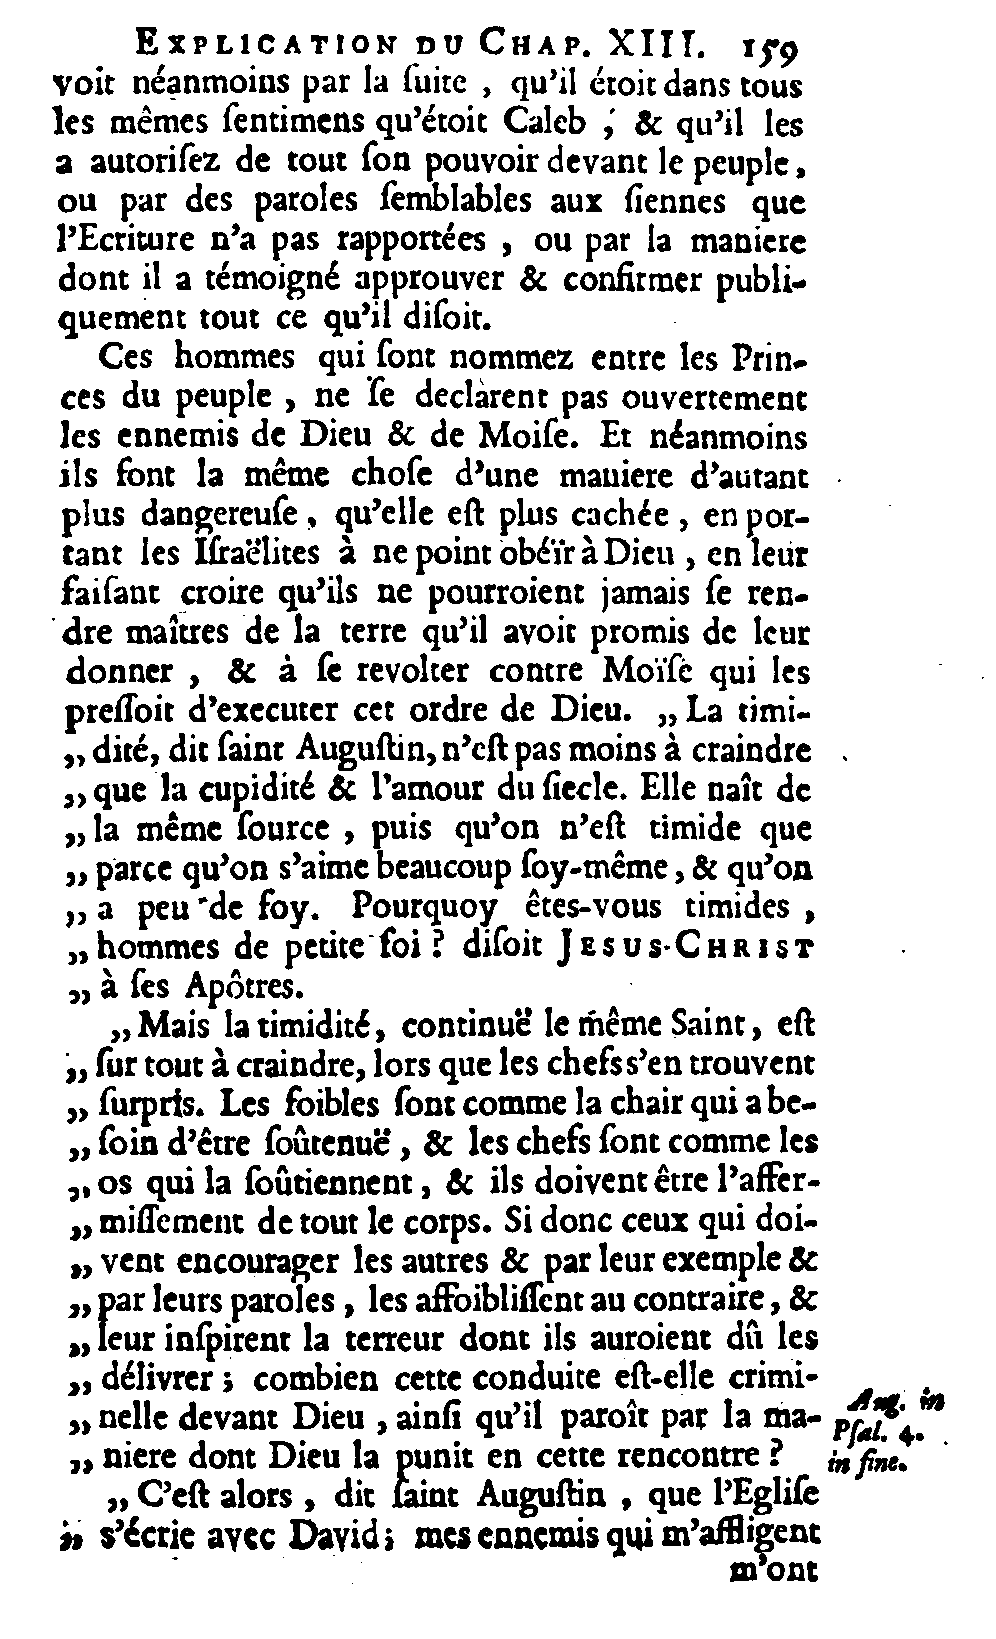 EXPLICATION DU CHAP. XIII. 159
voit néanmoins par la ſuite , qu'il étoit dans tous
les mêmes ſentimens qu'étoit Caleb ; & qu'il les
a autoriſez de tout ſon pouvoir devant le peuple,
ou par des paroles ſemblables aux ſiennes que
l'Ecriture n'a pas rapportées , ou par la maniere
dont il a témoigné approuver & confirmer publi-
quement tout ce qu'il diſoit.
Ces hommes qui ſont nommez entre les Prin-
ces du peuple , ne ſe declarent pas ouvertement
les ennemis de Dieu & de Moiſe. Et néanmoins
ils font la même choſe d'une maniere d'autant
plus dangereuſe , qu'elle eſt plus cachée , en por-
tant les Iſraëlites à ne point obéïr à Dieu , en leur
faiſant croire qu'ils ne pourroient jamais ſe ren-
dre maîtres de la terre qu'il avoit promis de leur
donner , & à ſe revolter contre Moïſe qui les
preſſoit d'executer cet ordre de Dieu. „ La timi-
„ dité, dit ſaint Auguſtin, n'eſt pas moins à craindre
„ que la cupidité & l'amour du ſiecle. Elle naît de
„ la même ſource , puis qu'on n'eſt timide que
„ parce qu'on s'aime beaucoup ſoy-même , & qu'on
„ a peu de foy. Pourquoy êtes-vous timides ,
„ hommes de petite foi ? diſoit JESUS-CHRIST
„ à ſes Apôtres.
„ Mais la timidité, continuë le même Saint, eſt
„ ſur tout à craindre, lors que les chefs s'en trouvent
„ ſurpris. Les foibles ſont comme la chair qui a be-
„ ſoin d'être ſoûtenuë , & les chefs ſont comme les
„ os qui la ſoûtiennent , & ils doivent être l'affer-
„ miſſement de tout le corps. Si donc ceux qui doi-
„ vent encourager les autres & par leur exemple &
„ par leurs paroles , les affoibliſſent au contraire , &
„ leur inſpirent la terreur dont ils auroient dû les
„ délivrer ; combien cette conduite eſt-elle crimi-
„ nelle devant Dieu , ainſi qu'il paroît par la ma-
„ niere dont Dieu la punit en cette rencontre ?
„ C'eſt alors , dit ſaint Auguſtin , que l'Egliſe
„ s'écrie avec David ; mes ennemis qui m'affligent
m'ont
Aug. in
Pſal. 4.
in fine.